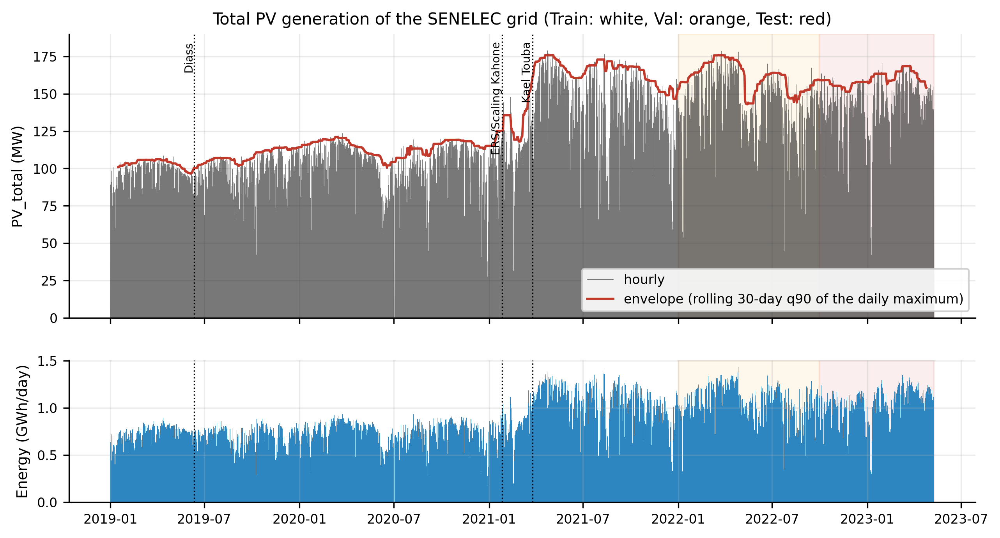 Total PV generation of the SENELEC grid (Train: white, Val: orange, Test: red)
PV_total (MW)
175
150
125
100
75
50
25
0
Diass
ERS/Scaling Kahone
Kael Touba
hourly
envelope (rolling 30-day q90 of the daily maximum)
Energy (GWh/day)
1.5
1.0
0.5
0.0
2019-01 2019-07 2020-01 2020-07 2021-01 2021-07 2022-01 2022-07 2023-01 2023-07